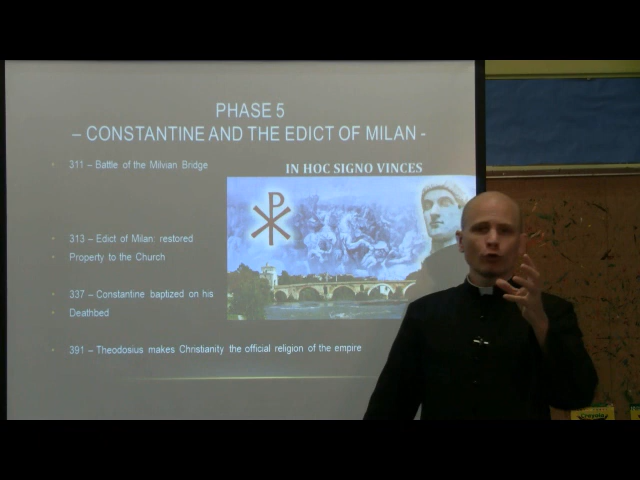 PHASE 5
– CONSTANTINE AND THE EDICT OF MILAN -
311 – Battle of the Milvian Bridge
IN HOC SIGNO VINCES
313 – Edict of Milan: restored
Property to the Church
337 – Constantine baptized on his
Deathbed
391 – Theodosius makes Christianity the official religion of the empire
Crayola